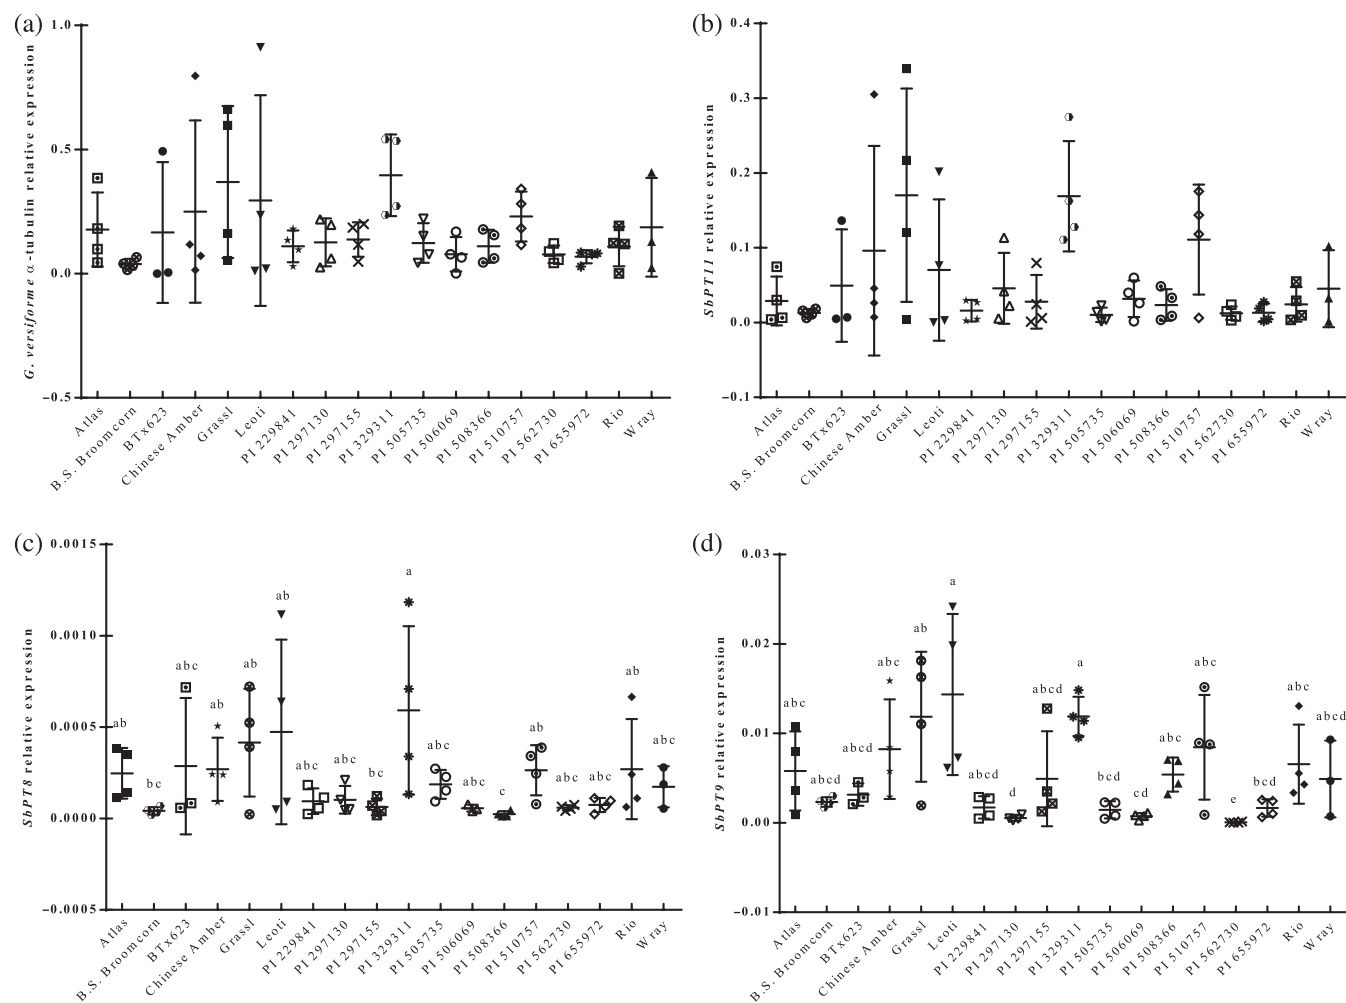 (a)
G. versiforme α-tubulin relative expression
1.0
0.5
0.0
−0.5
Atlas
B.S. Broomcorn
BTx623
Chinese Amber
Grassl
Leoti
PI 229841
PI 297130
PI 297155
PI 329311
PI 505735
PI 506069
PI 508366
PI 510757
PI 562730
PI 655972
Rio
Wray
(b)
SbPT11 relative expression
0.4
0.3
0.2
0.1
0.0
−0.1
Atlas
B.S. Broomcorn
BTx623
Chinese Amber
Grassl
Leoti
PI 229841
PI 297130
PI 297155
PI 329311
PI 505735
PI 506069
PI 508366
PI 510757
PI 562730
PI 655972
Rio
Wray
(c)
SbPT8 relative expression
0.0015
0.0010
0.0005
0.0000
−0.0005
ab
bc
abc
ab
ab
ab
abc
abc
bc
a
abc
abc
c
ab
abc
abc
ab
abc
Atlas
B.S. Broomcorn
BTx623
Chinese Amber
Grassl
Leoti
PI 229841
PI 297130
PI 297155
PI 329311
PI 505735
PI 506069
PI 508366
PI 510757
PI 562730
PI 655972
Rio
Wray
(d)
SbPT9 relative expression
0.03
0.02
0.01
0.00
−0.01
abc
abcd
abcd
abc
ab
a
abcd
d
abcd
a
bcd
cd
abc
abc
e
bcd
abc
abcd
Atlas
B.S. Broomcorn
BTx623
Chinese Amber
Grassl
Leoti
PI 229841
PI 297130
PI 297155
PI 329311
PI 505735
PI 506069
PI 508366
PI 510757
PI 562730
PI 655972
Rio
Wray